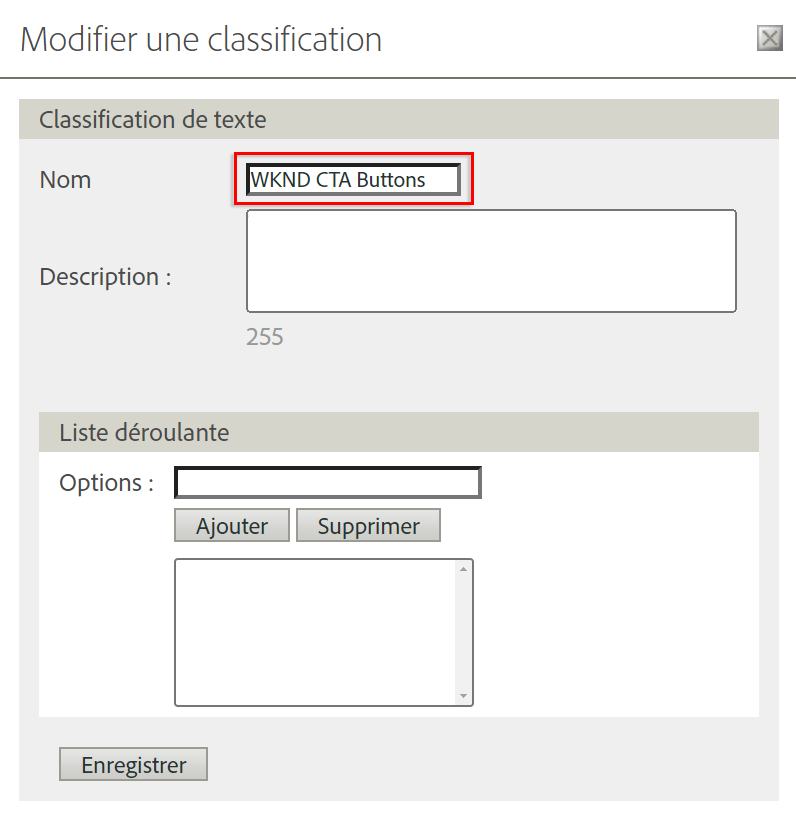 Modifier une classification
Classification de texte
Nom
WKND CTA Buttons
Description :
255
Liste déroulante
Options :
Ajouter Supprimer
Enregistrer